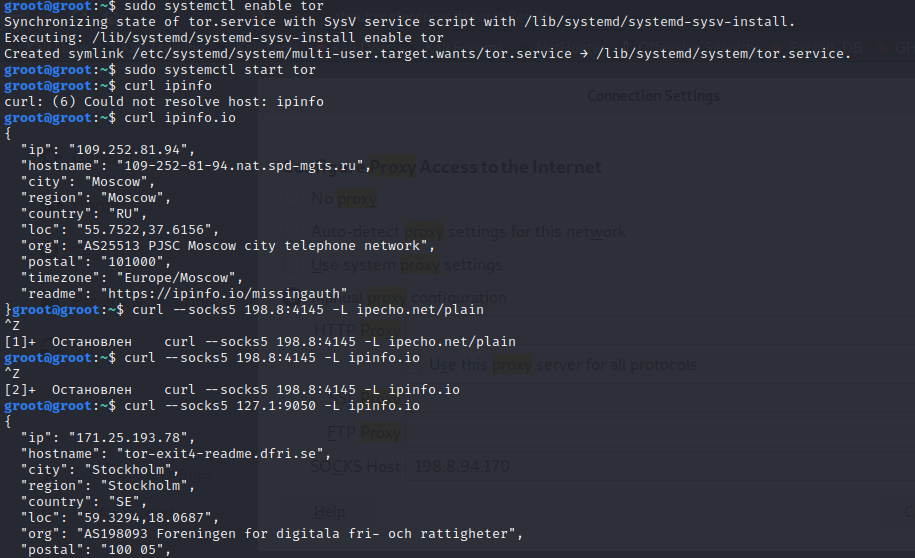 groot@groot:~$ sudo systemctl enable tor
Synchronizing state of tor.service with SysV service script with /lib/systemd/systemd-sysv-install.
Executing: /lib/systemd/systemd-sysv-install enable tor
Created symlink /etc/systemd/system/multi-user.target.wants/tor.service → /lib/systemd/system/tor.service.
groot@groot:~$ sudo systemctl start tor
groot@groot:~$ curl ipinfo
curl: (6) Could not resolve host: ipinfo
groot@groot:~$ curl ipinfo.io
{
  "ip": "109.252.81.94",
  "hostname": "109-252-81-94.nat.spd-mgts.ru",
  "city": "Moscow",
  "region": "Moscow",
  "country": "RU",
  "loc": "55.7522,37.6156",
  "org": "AS25513 PJSC Moscow city telephone network",
  "postal": "101000",
  "timezone": "Europe/Moscow",
  "readme": "https://ipinfo.io/missingauth"
}groot@groot:~$ curl --socks5 198.8:4145 -L ipecho.net/plain
^Z
[1]+  Остановлен    curl --socks5 198.8:4145 -L ipecho.net/plain
groot@groot:~$ curl --socks5 198.8:4145 -L ipinfo.io
^Z
[2]+  Остановлен    curl --socks5 198.8:4145 -L ipinfo.io
groot@groot:~$ curl --socks5 127.1:9050 -L ipinfo.io
{
  "ip": "171.25.193.78",
  "hostname": "tor-exit4-readme.dfri.se",
  "city": "Stockholm",
  "region": "Stockholm",
  "country": "SE",
  "loc": "59.3294,18.0687",
  "org": "AS198093 Foreningen for digitala fri- och rattigheter",
  "postal": "100 05",
Connection Settings
Proxy Access to the Internet
No proxy
Auto-detect proxy settings for this network
Use system proxy settings
proxy configuration
HTTP Proxy
Use this proxy server for all protocols
FTP Proxy
SOCKS Host 198.8.94.170
Help